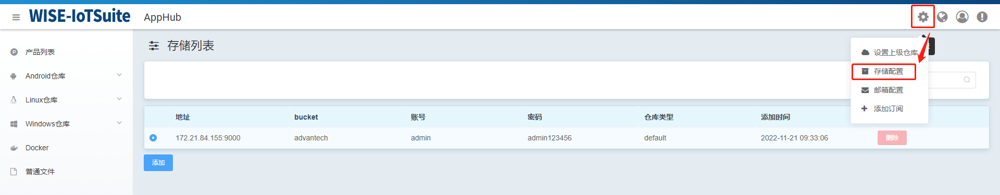 WISE-IoTSuite AppHub
产品列表
Android仓库
Linux仓库
Windows仓库
Docker
普通文件
存储列表
设置上级仓库
存储配置
邮箱配置
添加订阅
地址 bucket 账号 密码 仓库类型 添加时间
172.21.84.155:9000 advantech admin admin123456 default 2022-11-21 09:33:06 删除
添加